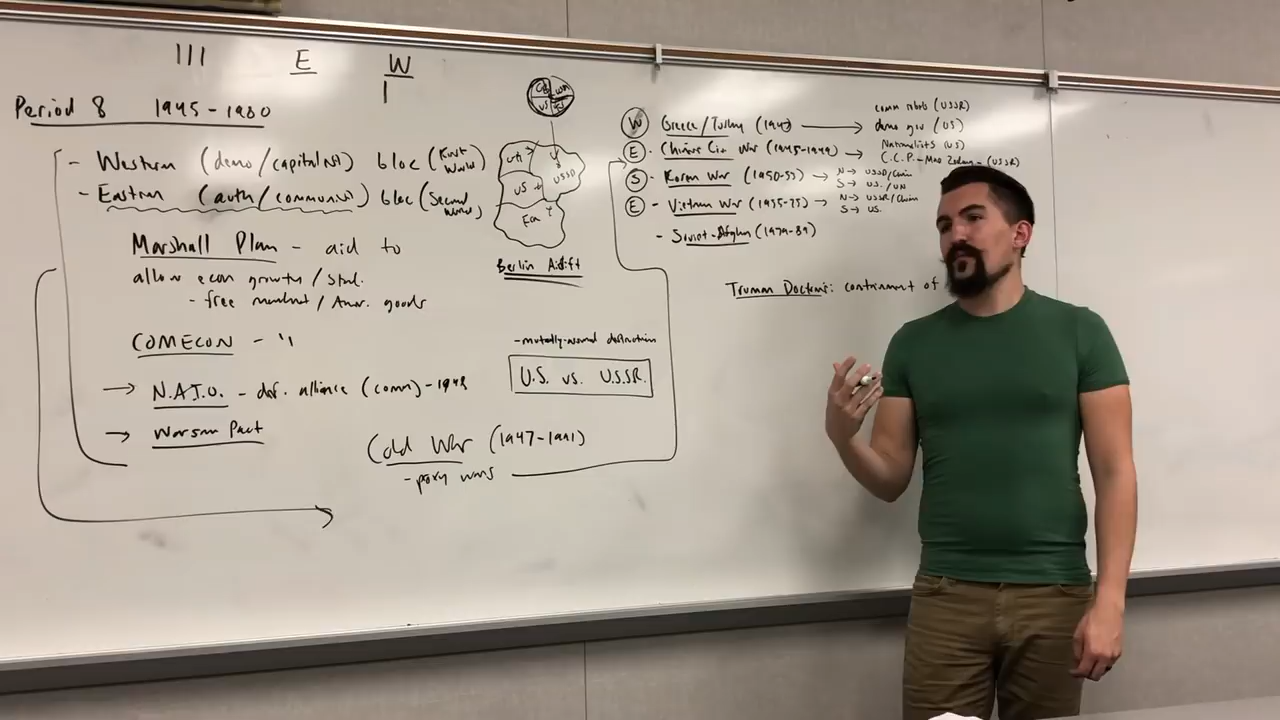 III E W
I
Period 8 1945-1980
- Western (demo/capitalist) bloc (First World)
- Eastern (auth/communist) bloc (Second World)
Marshall Plan - aid to
allow econ growth / stab.
- free market / Amer. goods
COMECON - "
→ N.A.T.O. - def. alliance (comm) - 1948
→ Warsaw Pact
Cold War (1947-1991)
- proxy wars
US
USSR
US
Berlin Airlift
- mutually-assured destruction
U.S. vs. U.S.S.R.
W Greece/Turkey (1947) →
comm rebels (USSR)
demo gov (US)
E - Chinese Civ War (1945-1949) →
Nationalists (US)
C.C.P. - Mao Zedong - (USSR)
S - Korean War (1950-53) →
N → USSR/China
S → US./UN
E - Vietnam War (1955-75) →
N → USSR/China
S → US.
- Soviet-Afghan (1979-89)
Truman Doctrine: containment of